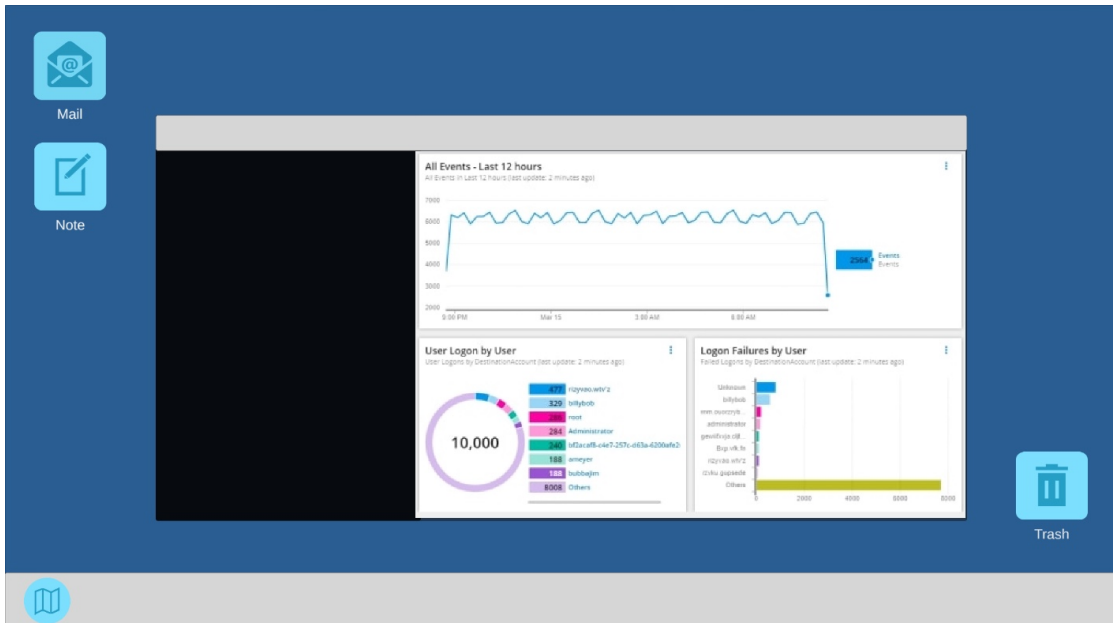 Mail
Note
All Events - Last 12 hours
All Events in Last 12 hours (last update: 2 minutes ago)
7000
6000
5000
4000
3000
2000
9:00 PM
Mar 15
3:00 AM
6:00 AM
2564
Events
Events
User Logon by User
User Logons by DestinationAccount (last update: 2 minutes ago)
10,000
477
329 billybob
root
284 Administrator
240
188 ameyer
188 bubbajim
8008 Others
Logon Failures by User
Failed Logons by DestinationAccount (last update: 2 minutes ago)
Unknown
billybob
administrator
Others
0
2000
4000
6000
8000
Trash